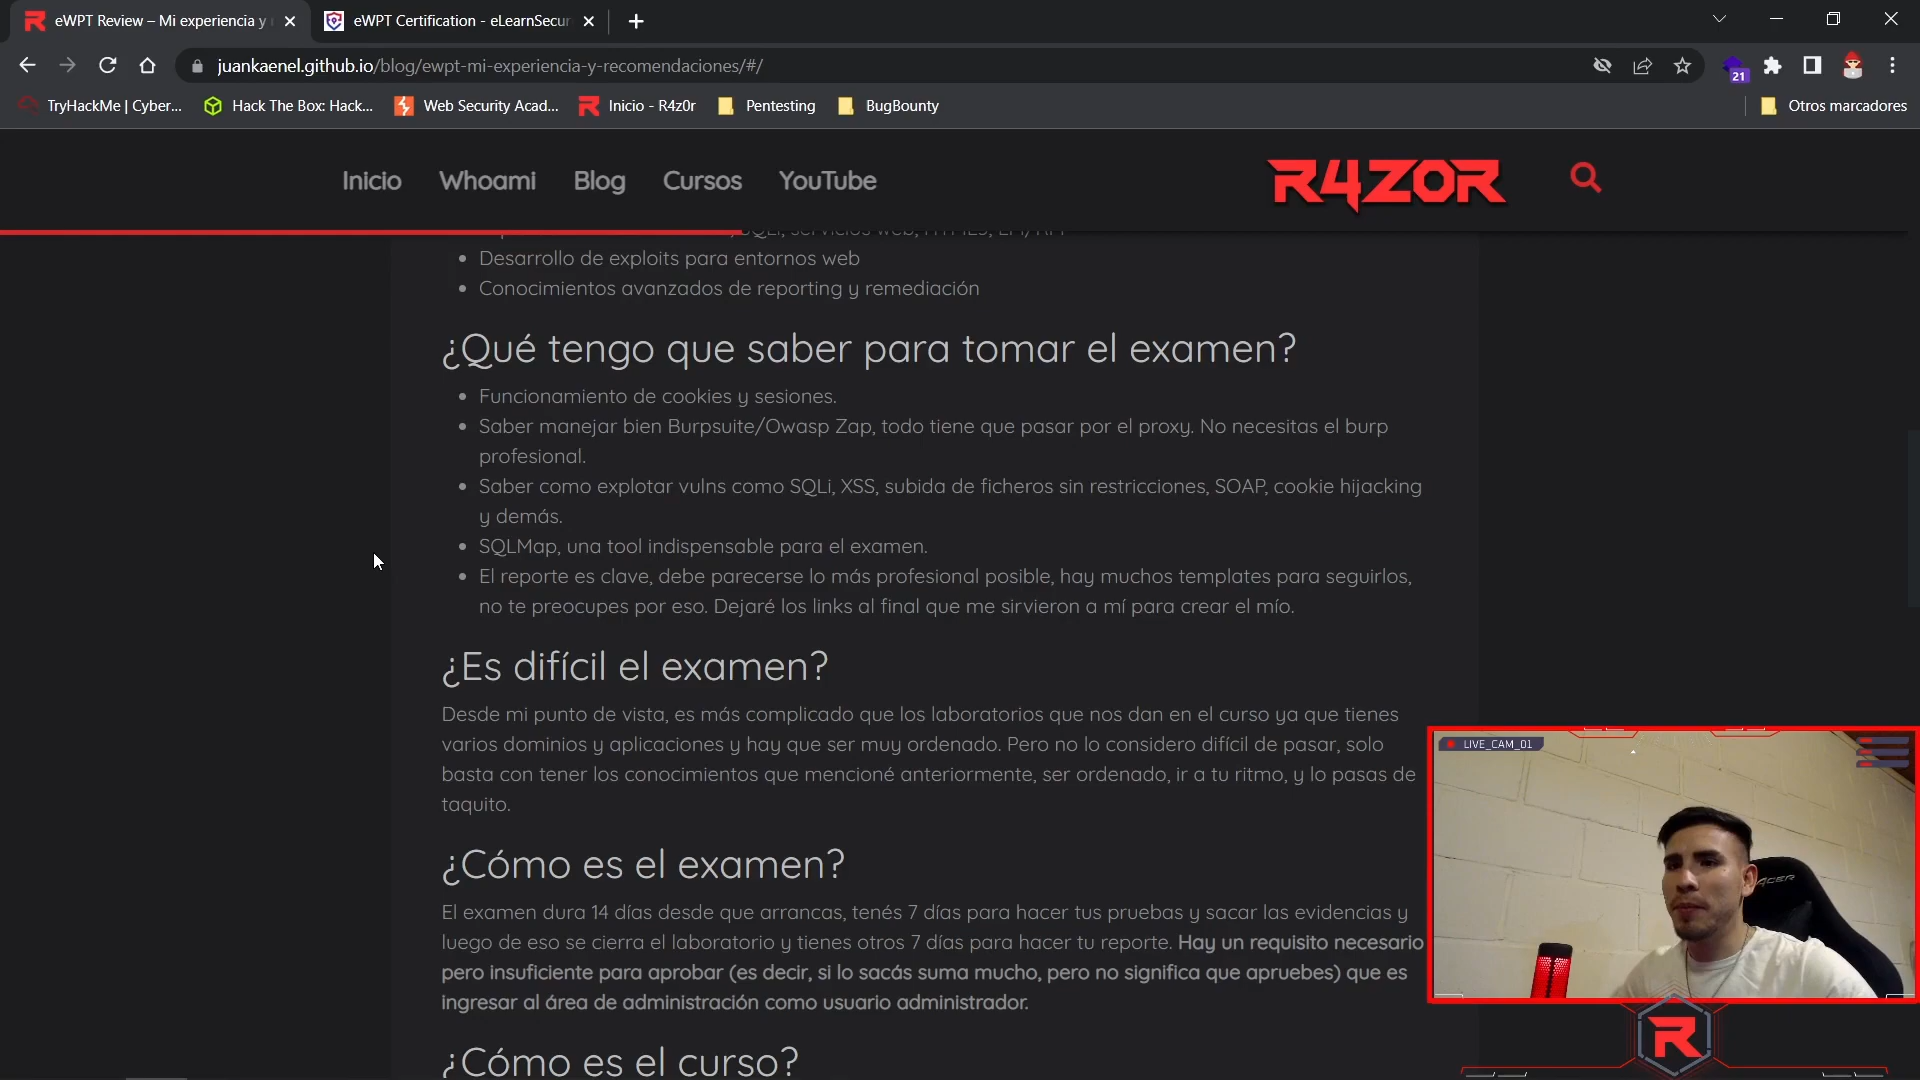 eWPT Review – Mi experiencia y
eWPT Certification - eLearnSecur
juankaenel.github.io/blog/ewpt-mi-experiencia-y-recomendaciones/#/
21
TryHackMe | Cyber...
Hack The Box: Hack...
Web Security Acad...
Inicio - R4z0r
Pentesting
BugBounty
Otros marcadores
Inicio
Whoami
Blog
Cursos
YouTube
R4ZOR
Desarrollo de exploits para entornos web
Conocimientos avanzados de reporting y remediación
¿Qué tengo que saber para tomar el examen?
Funcionamiento de cookies y sesiones.
Saber manejar bien Burpsuite/Owasp Zap, todo tiene que pasar por el proxy. No necesitas el burp
profesional.
Saber como explotar vulns como SQLi, XSS, subida de ficheros sin restricciones, SOAP, cookie hijacking
y demás.
SQLMap, una tool indispensable para el examen.
El reporte es clave, debe parecerse lo más profesional posible, hay muchos templates para seguirlos,
no te preocupes por eso. Dejaré los links al final que me sirvieron a mí para crear el mío.
¿Es difícil el examen?
Desde mi punto de vista, es más complicado que los laboratorios que nos dan en el curso ya que tienes
varios dominios y aplicaciones y hay que ser muy ordenado. Pero no lo considero difícil de pasar, solo
basta con tener los conocimientos que mencioné anteriormente, ser ordenado, ir a tu ritmo, y lo pasas de
taquito.
¿Cómo es el examen?
El examen dura 14 días desde que arrancas, tenés 7 días para hacer tus pruebas y sacar las evidencias y
luego de eso se cierra el laboratorio y tienes otros 7 días para hacer tu reporte. Hay un requisito necesario
pero insuficiente para aprobar (es decir, si lo sacás suma mucho, pero no significa que apruebes) que es
ingresar al área de administración como usuario administrador.
¿Cómo es el curso?
LIVE_CAM_01
ACER
R